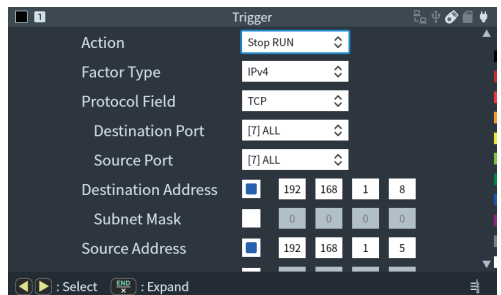 1 Trigger
Action Stop RUN
Factor Type IPv4
Protocol Field TCP
Destination Port [7] ALL
Source Port [7] ALL
Destination Address 192 168 1 8
Subnet Mask 0 0 0 0
Source Address 192 168 1 5
: Select END × : Expand